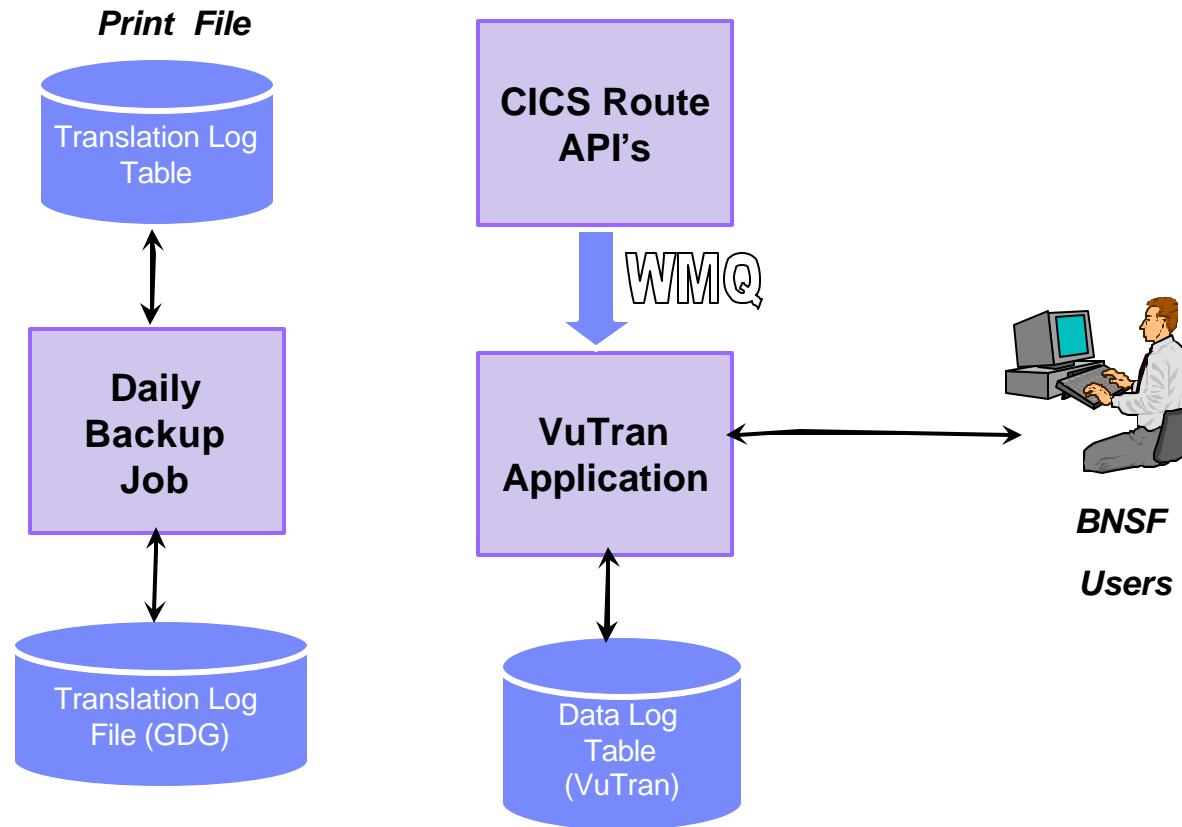 Print File
Translation Log
Table
Daily
Backup
Job
Translation Log
File (GDG)
CICS Route
API's
WMQ
VuTran
Application
Data Log
Table
(VuTran)
BNSF
Users